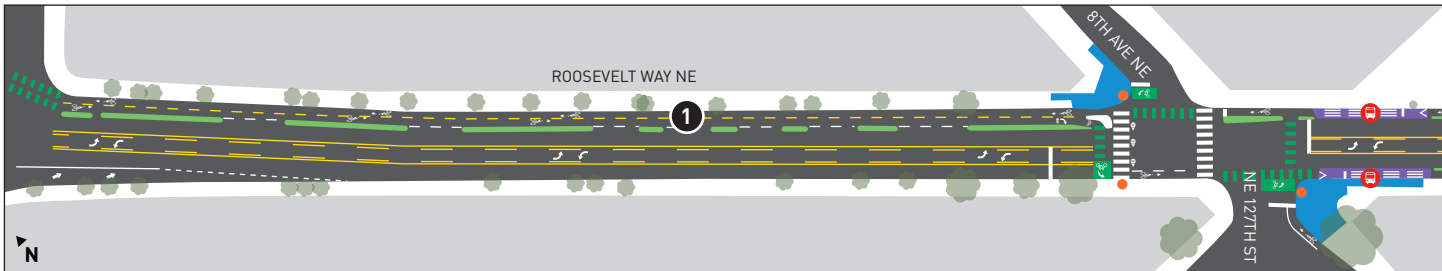 8TH AVE NE
ROOSEVELT WAY NE
1
NE 127TH ST
N